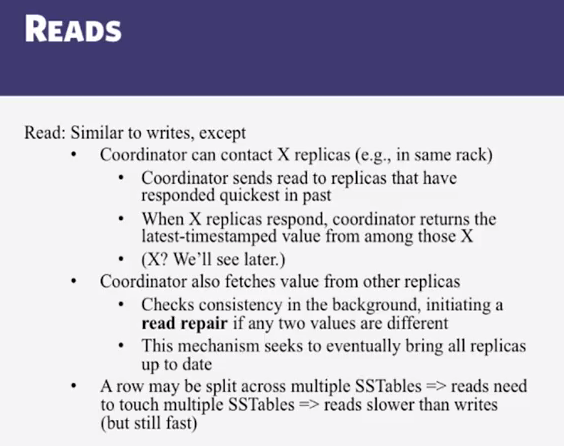 READS
Read: Similar to writes, except
• Coordinator can contact X replicas (e.g., in same rack)
• Coordinator sends read to replicas that have
responded quickest in past
• When X replicas respond, coordinator returns the
latest-timestamped value from among those X
• (X? We'll see later.)
• Coordinator also fetches value from other replicas
• Checks consistency in the background, initiating a
read repair if any two values are different
• This mechanism seeks to eventually bring all replicas
up to date
• A row may be split across multiple SSTables => reads need
to touch multiple SSTables => reads slower than writes
(but still fast)